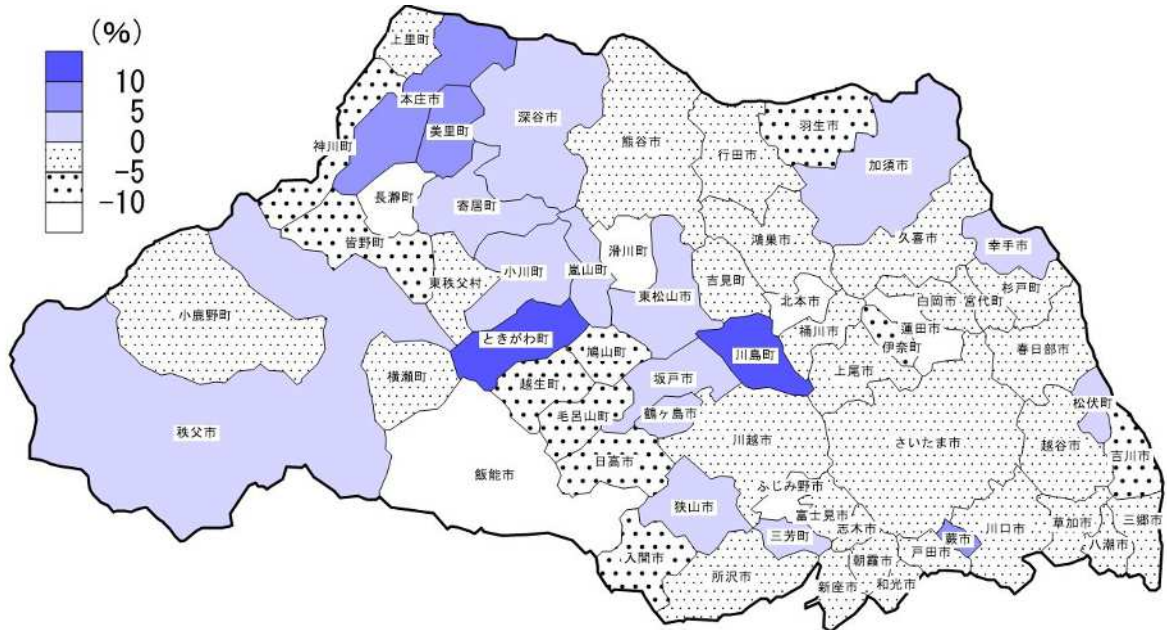 (%)
10
5
0
-5
-10
上里町
本庄市
美里町
神川町
深谷市
熊谷市
行田市
羽生市
加須市
長瀞町
寄居町
皆野町
小川町
嵐山町
滑川町
東松山市
吉見町
鴻巣市
久喜市
幸手市
東秩父村
小鹿野町
ときがわ町
鳩山町
川島町
北本市
桶川市
白岡市
宮代町
杉戸町
蓮田市
伊奈町
春日部市
横瀬町
越生町
坂戸市
上尾市
毛呂山町
鶴ヶ島市
松伏町
秩父市
川越市
さいたま市
越谷市
吉川市
飯能市
日高市
ふじみ野市
狭山市
富士見市
三芳町
志木市
蕨市
川口市
草加市
三郷市
入間市
所沢市
朝霞市
戸田市
八潮市
新座市
和光市